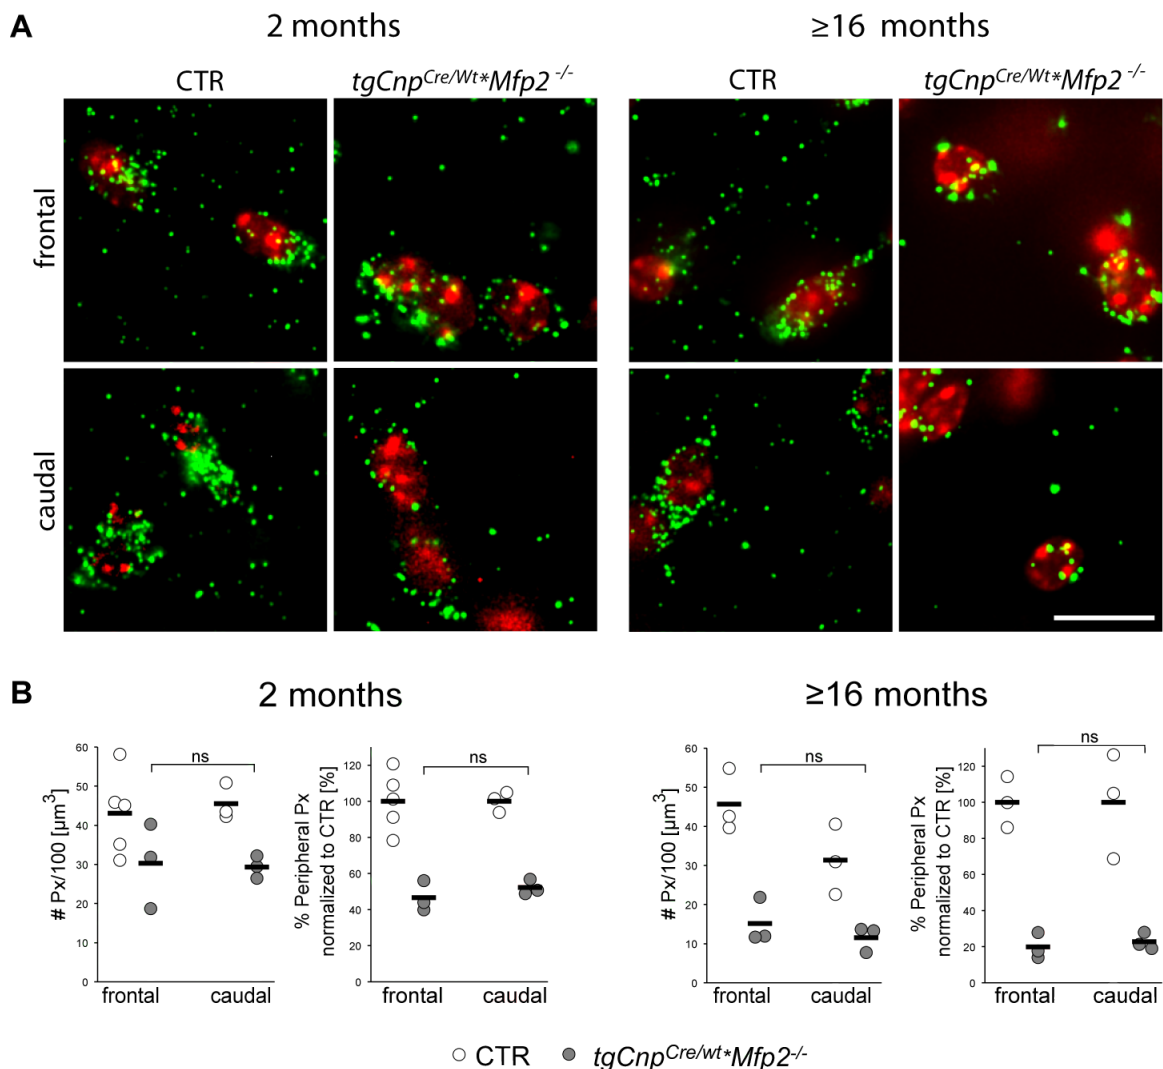 A
2 months
≥16 months
CTR
tgCnp^Cre/Wt*Mfp2^-/-
CTR
tgCnp^Cre/Wt*Mfp2^-/-
frontal
caudal
B
2 months
≥16 months
# Px/100 [µm³]
60
50
40
30
20
10
0
ns
frontal
caudal
% Peripheral Px
normalized to CTR [%]
120
100
80
60
40
20
0
ns
frontal
caudal
# Px/100 [µm³]
60
50
40
30
20
10
0
ns
frontal
caudal
% Peripheral Px
normalized to CTR [%]
120
100
80
60
40
20
0
ns
frontal
caudal
CTR
tgCnp^Cre/wt*Mfp2^-/-